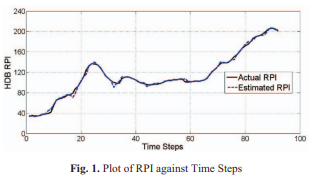 240
200
160
120
80
40
0
HDB RPI
Actual RPI
Estimated RPI
0 20 40 60 80 100
Time Steps
Fig. 1. Plot of RPI against Time Steps